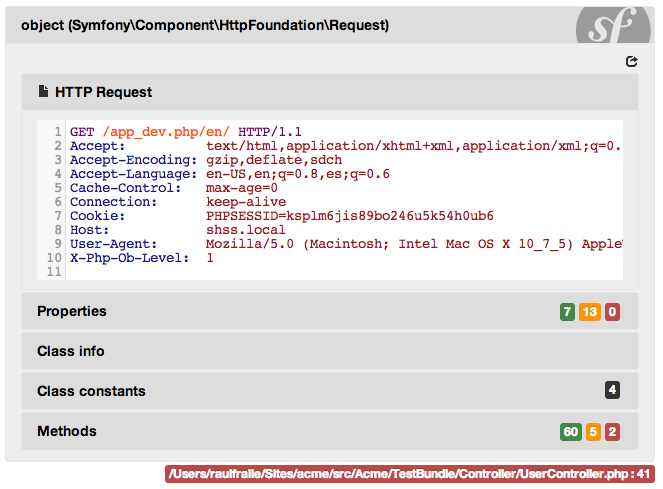 object (Symfony\Component\HttpFoundation\Request)
sf
HTTP Request
1 GET /app_dev.php/en/ HTTP/1.1
2 Accept: text/html,application/xhtml+xml,application/xml;q=0.
3 Accept-Encoding: gzip,deflate,sdch
4 Accept-Language: en-US,en;q=0.8,es;q=0.6
5 Cache-Control: max-age=0
6 Connection: keep-alive
7 Cookie: PHPSESSID=ksplm6jis89bo246u5k54h0ub6
8 Host: shss.local
9 User-Agent: Mozilla/5.0 (Macintosh; Intel Mac OS X 10_7_5) Apple
10 X-Php-Ob-Level: 1
11
Properties 7 13 0
Class info
Class constants 4
Methods 60 5 2
/Users/raulfraile/Sites/acme/src/Acme/TestBundle/Controller/UserController.php : 41